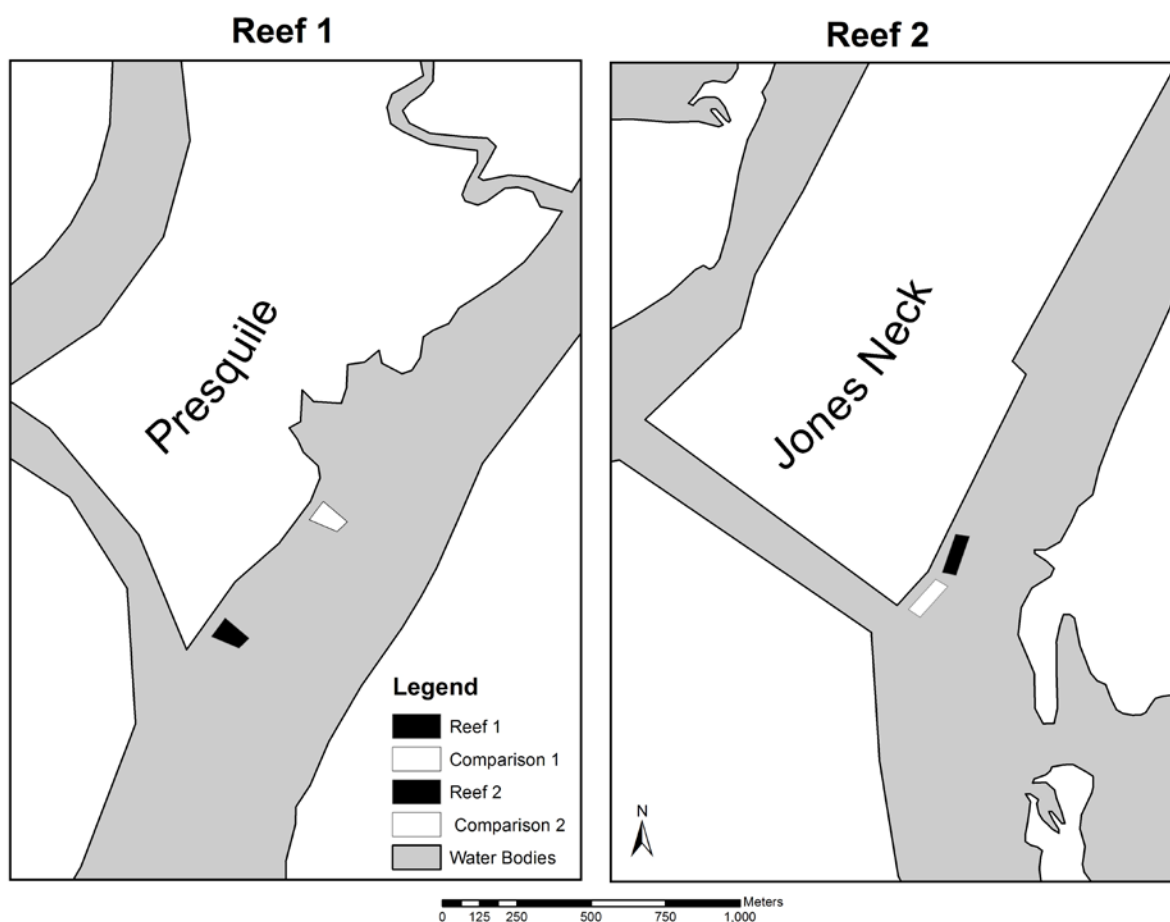 Reef 1
Reef 2
Presquile
Jones Neck
Legend
Reef 1
Comparison 1
Reef 2
Comparison 2
Water Bodies
N
Meters
0 125 250 500 750 1,000